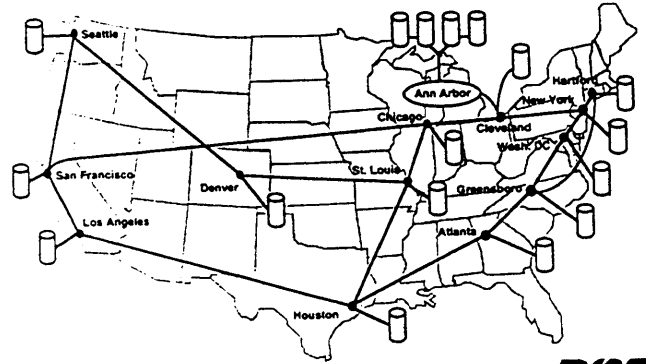 Seattle
Ann Arbor
Hartford
New York
Chicago
Cleveland
Wash. DC
San Francisco
Denver
St. Louis
Greensboro
Los Angeles
Atlanta
Houston